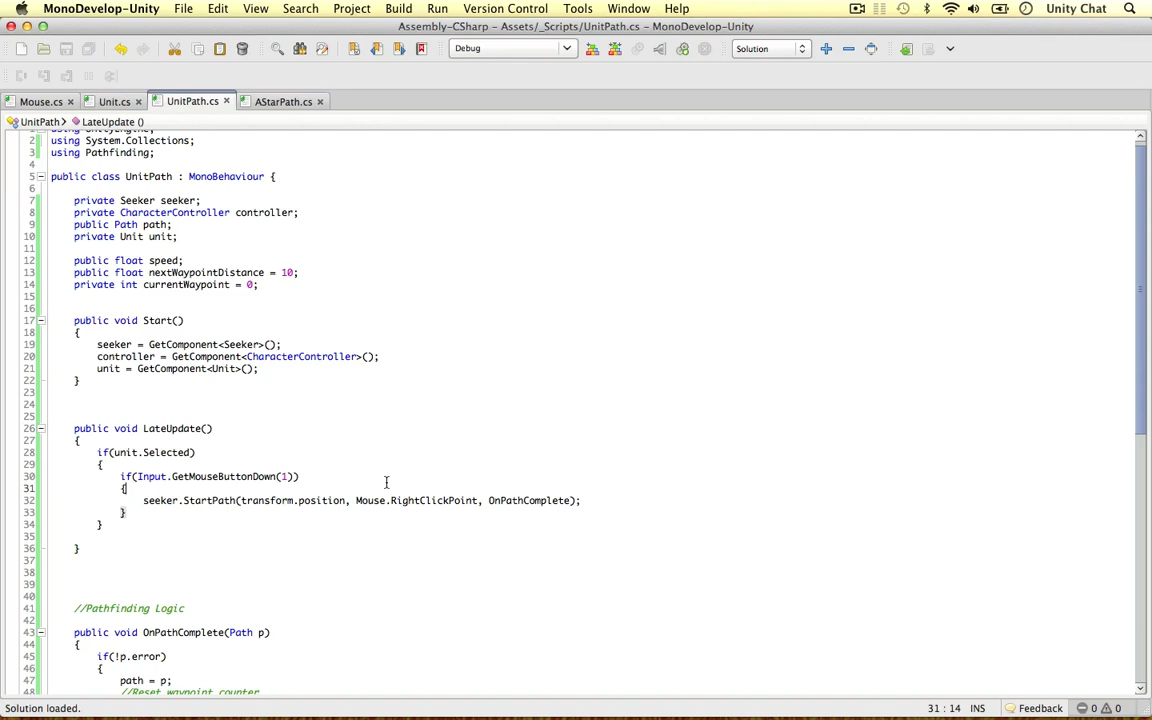 MonoDevelop-Unity File Edit View Search Project Build Run Version Control Tools Window Help Unity Chat
Assembly-CSharp - Assets/_Scripts/UnitPath.cs - MonoDevelop-Unity
Debug Solution
Mouse.cs × Unit.cs × UnitPath.cs × AStarPath.cs ×
UnitPath > LateUpdate ()
using UnityEngine;
2 using System.Collections;
3 using Pathfinding;
4
5 public class UnitPath : MonoBehaviour {
6
7 private Seeker seeker;
8 private CharacterController controller;
9 public Path path;
10 private Unit unit;
11
12 public float speed;
13 public float nextWaypointDistance = 10;
14 private int currentWaypoint = 0;
15
16
17 public void Start()
18 {
19 seeker = GetComponent<Seeker>();
20 controller = GetComponent<CharacterController>();
21 unit = GetComponent<Unit>();
22 }
23
24
25
26 public void LateUpdate()
27 {
28 if(unit.Selected)
29 {
30 if(Input.GetMouseButtonDown(1))
31 {
32 seeker.StartPath(transform.position, Mouse.RightClickPoint, OnPathComplete);
33 }
34 }
35
36 }
37
38
39
40
41 //Pathfinding Logic
42
43 public void OnPathComplete(Path p)
44 {
45 if(!p.error)
46 {
47 path = p;
48 //Reset waypoint counter
Solution loaded. 31 : 14 INS Feedback 0 0